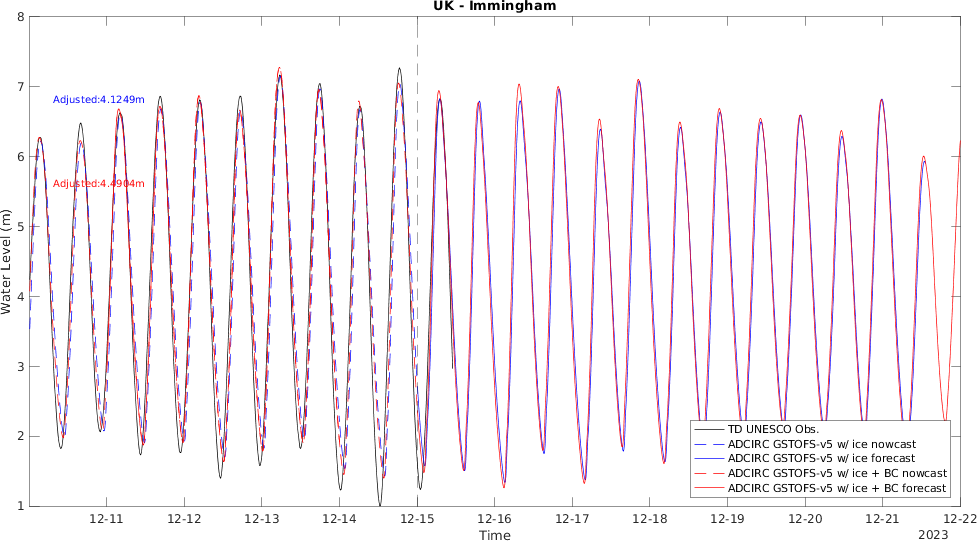 UK - Immingham
8
7
6
5
4
3
2
1
Water Level (m)
Adjusted:4.1249m
Adjusted:4.4904m
TD UNESCO Obs.
ADCIRC GSTOFS-v5 w/ ice nowcast
ADCIRC GSTOFS-v5 w/ ice forecast
ADCIRC GSTOFS-v5 w/ ice + BC nowcast
ADCIRC GSTOFS-v5 w/ ice + BC forecast
12-11 12-12 12-13 12-14 12-15 12-16 12-17 12-18 12-19 12-20 12-21 12-22
Time
2023